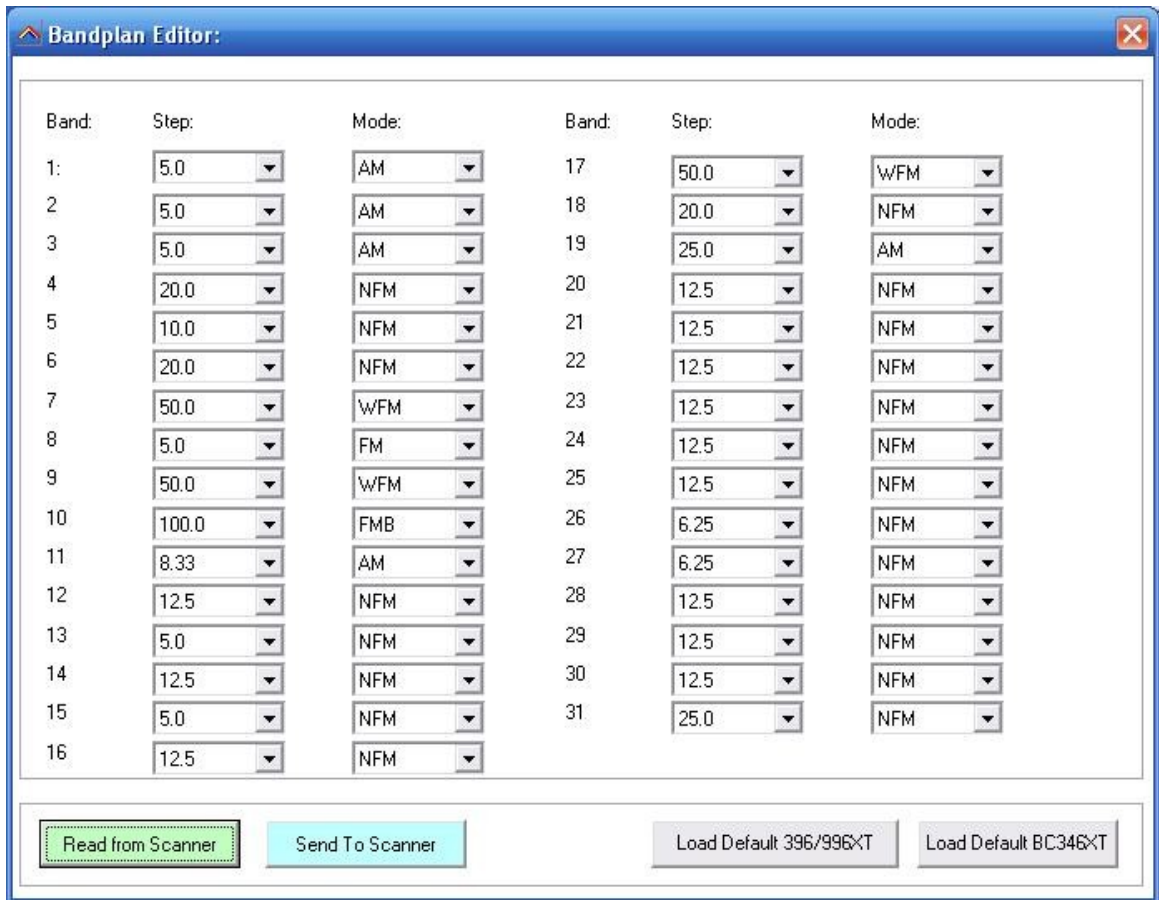 Bandplan Editor:
Band: Step: Mode: Band: Step: Mode:
1: 5.0 AM 17 50.0 WFM
2 5.0 AM 18 20.0 NFM
3 5.0 AM 19 25.0 AM
4 20.0 NFM 20 12.5 NFM
5 10.0 NFM 21 12.5 NFM
6 20.0 NFM 22 12.5 NFM
7 50.0 WFM 23 12.5 NFM
8 5.0 FM 24 12.5 NFM
9 50.0 WFM 25 12.5 NFM
10 100.0 FMB 26 6.25 NFM
11 8.33 AM 27 6.25 NFM
12 12.5 NFM 28 12.5 NFM
13 5.0 NFM 29 12.5 NFM
14 12.5 NFM 30 12.5 NFM
15 5.0 NFM 31 25.0 NFM
16 12.5 NFM
Read from Scanner Send To Scanner Load Default 396/996XT Load Default BC346XT